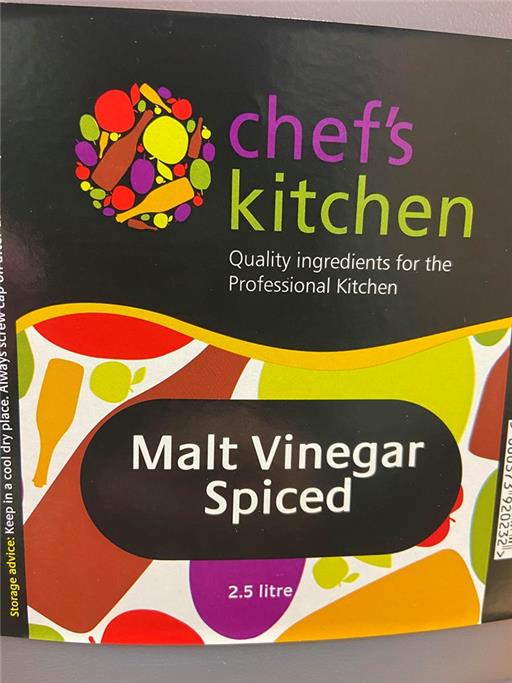 chef's
kitchen
Quality ingredients for the
Professional Kitchen
Malt Vinegar
Spiced
2.5 litre
Storage advice: Keep in a cool dry place. Always screw cap on after
920232